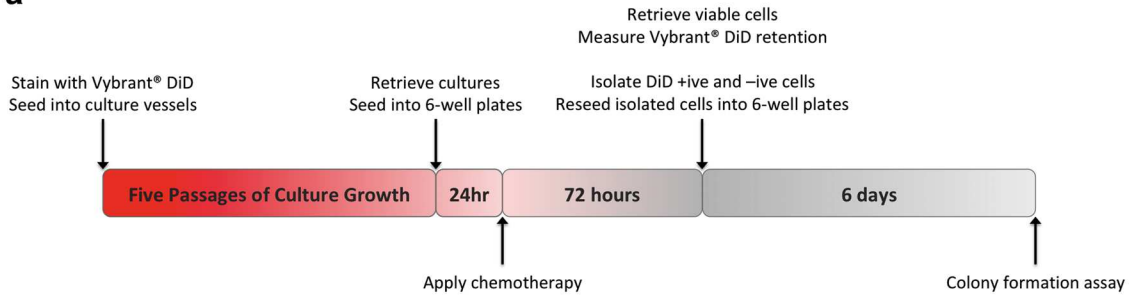 a
Retrieve viable cells
Measure Vybrant® DiD retention
Stain with Vybrant® DiD
Seed into culture vessels
Retrieve cultures
Seed into 6-well plates
Isolate DiD +ive and –ive cells
Reseed isolated cells into 6-well plates
Five Passages of Culture Growth
24hr
72 hours
6 days
Apply chemotherapy
Colony formation assay